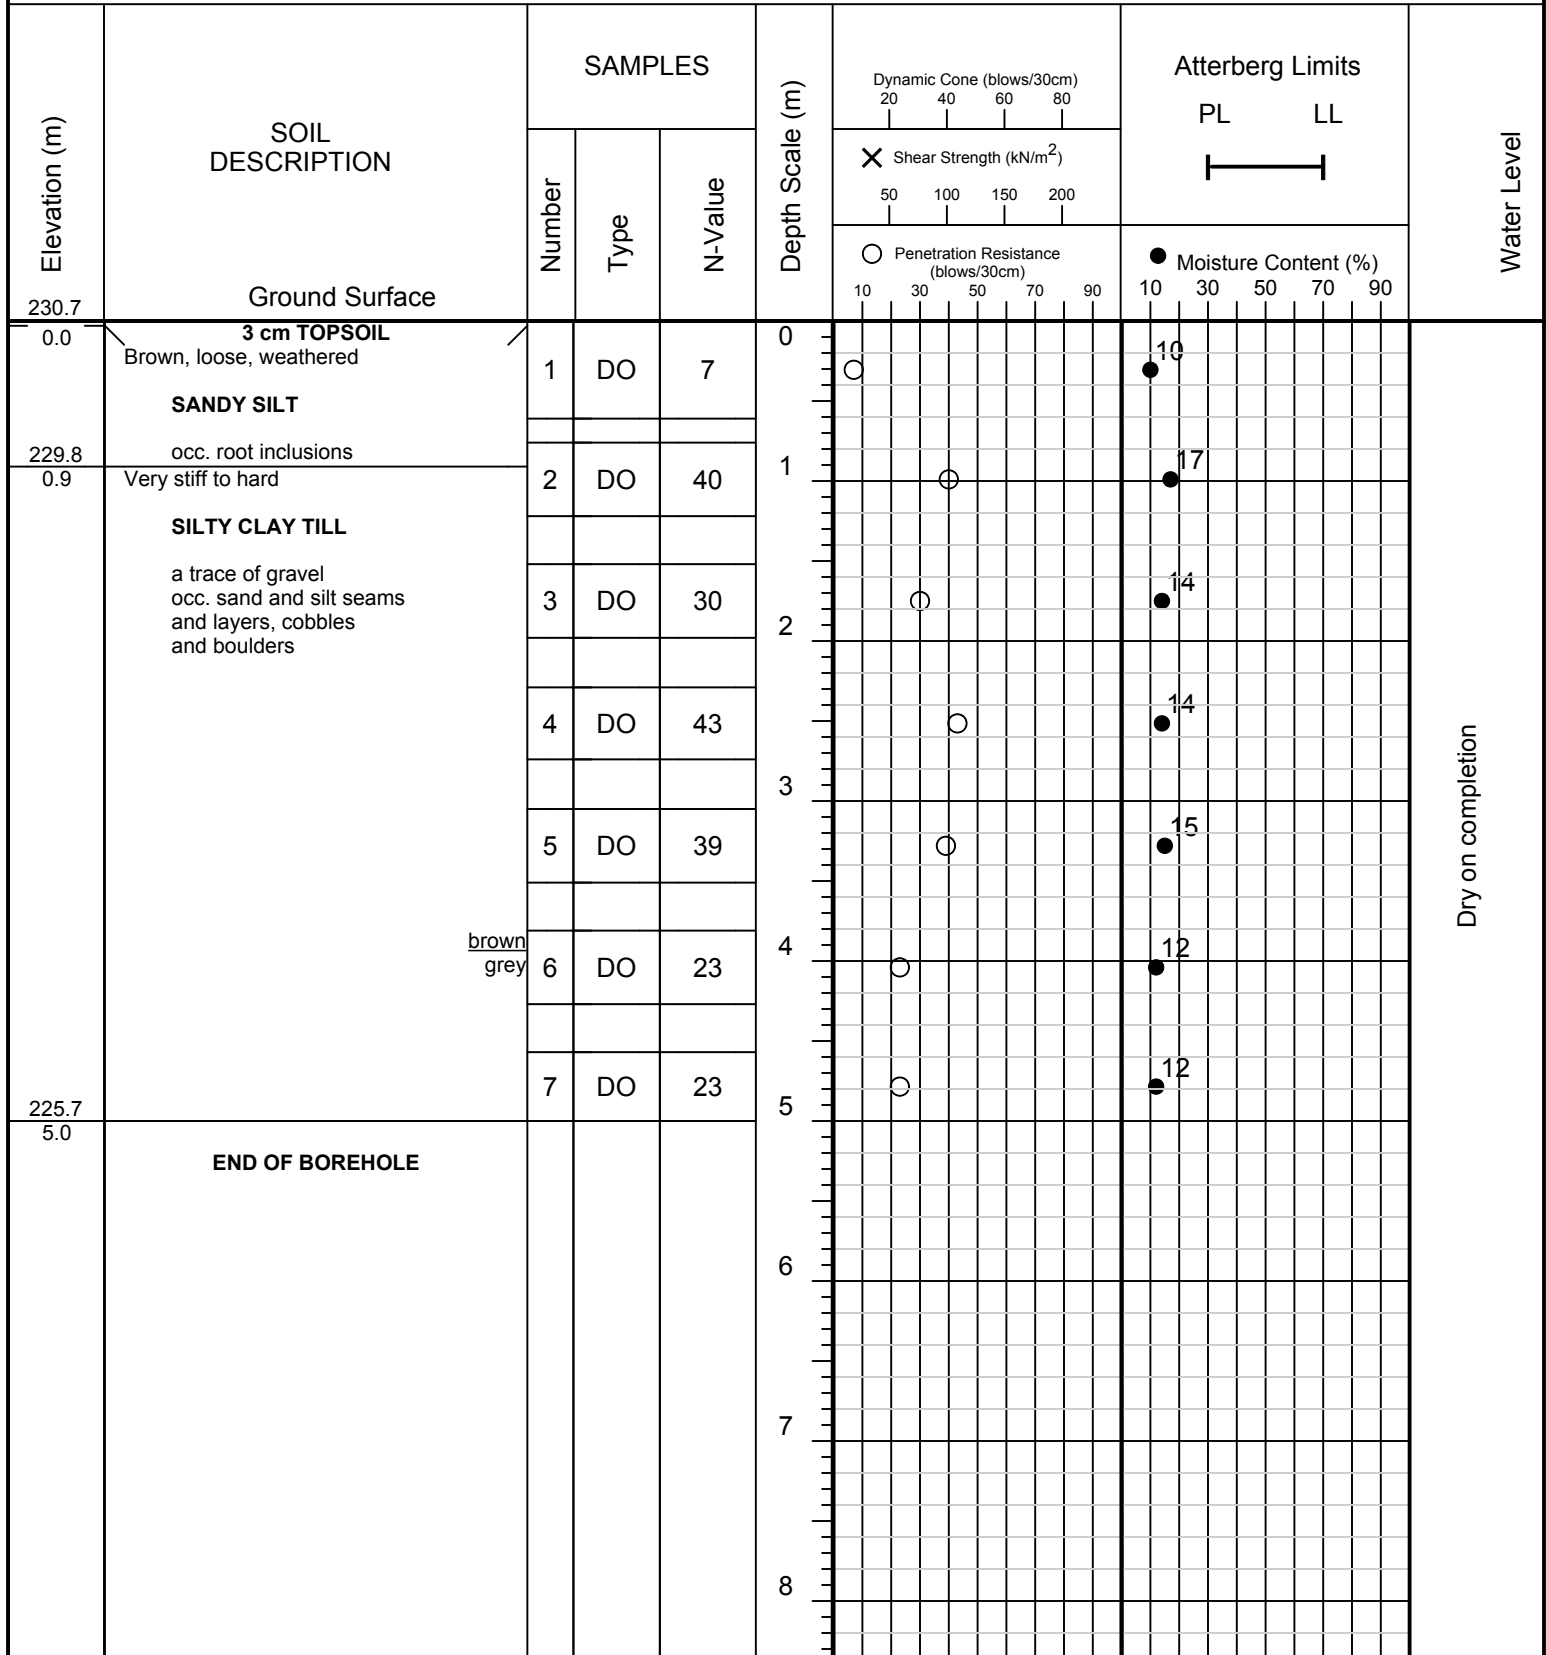 SAMPLES
Elevation (m)
SOIL
DESCRIPTION
Ground Surface
Number
Type
N-Value
Depth Scale (m)
Dynamic Cone (blows/30cm)
20 40 60 80
Shear Strength (kN/m2)
50 100 150 200
Penetration Resistance
(blows/30cm)
10 30 50 70 90
Atterberg Limits
PL LL
Moisture Content (%)
10 30 50 70 90
Water Level
230.7
0.0
3 cm TOPSOIL
Brown, loose, weathered
SANDY SILT
occ. root inclusions
1 DO 7
0
10
229.8
0.9
Very stiff to hard
2 DO 40
1
17
SILTY CLAY TILL
a trace of gravel
occ. sand and silt seams
and layers, cobbles
and boulders
3 DO 30
14
2
4 DO 43
14
3
5 DO 39
15
Dry on completion
brown
grey
6 DO 23
4
12
7 DO 23
12
225.7
5
5.0
END OF BOREHOLE
6
7
8